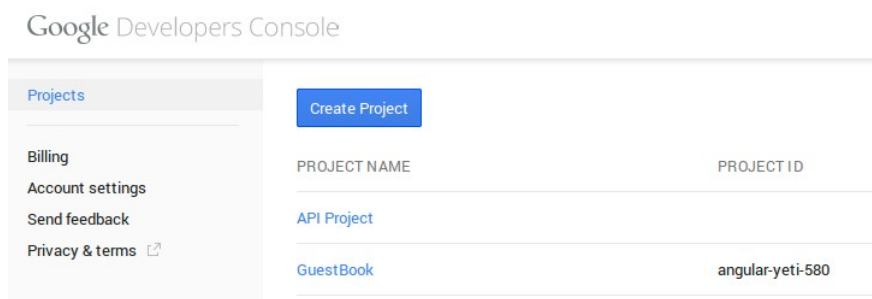 Google Developers Console
Projects
Billing
Account settings
Send feedback
Privacy & terms
Create Project
PROJECT NAME PROJECT ID
API Project
GuestBook angular-yeti-580